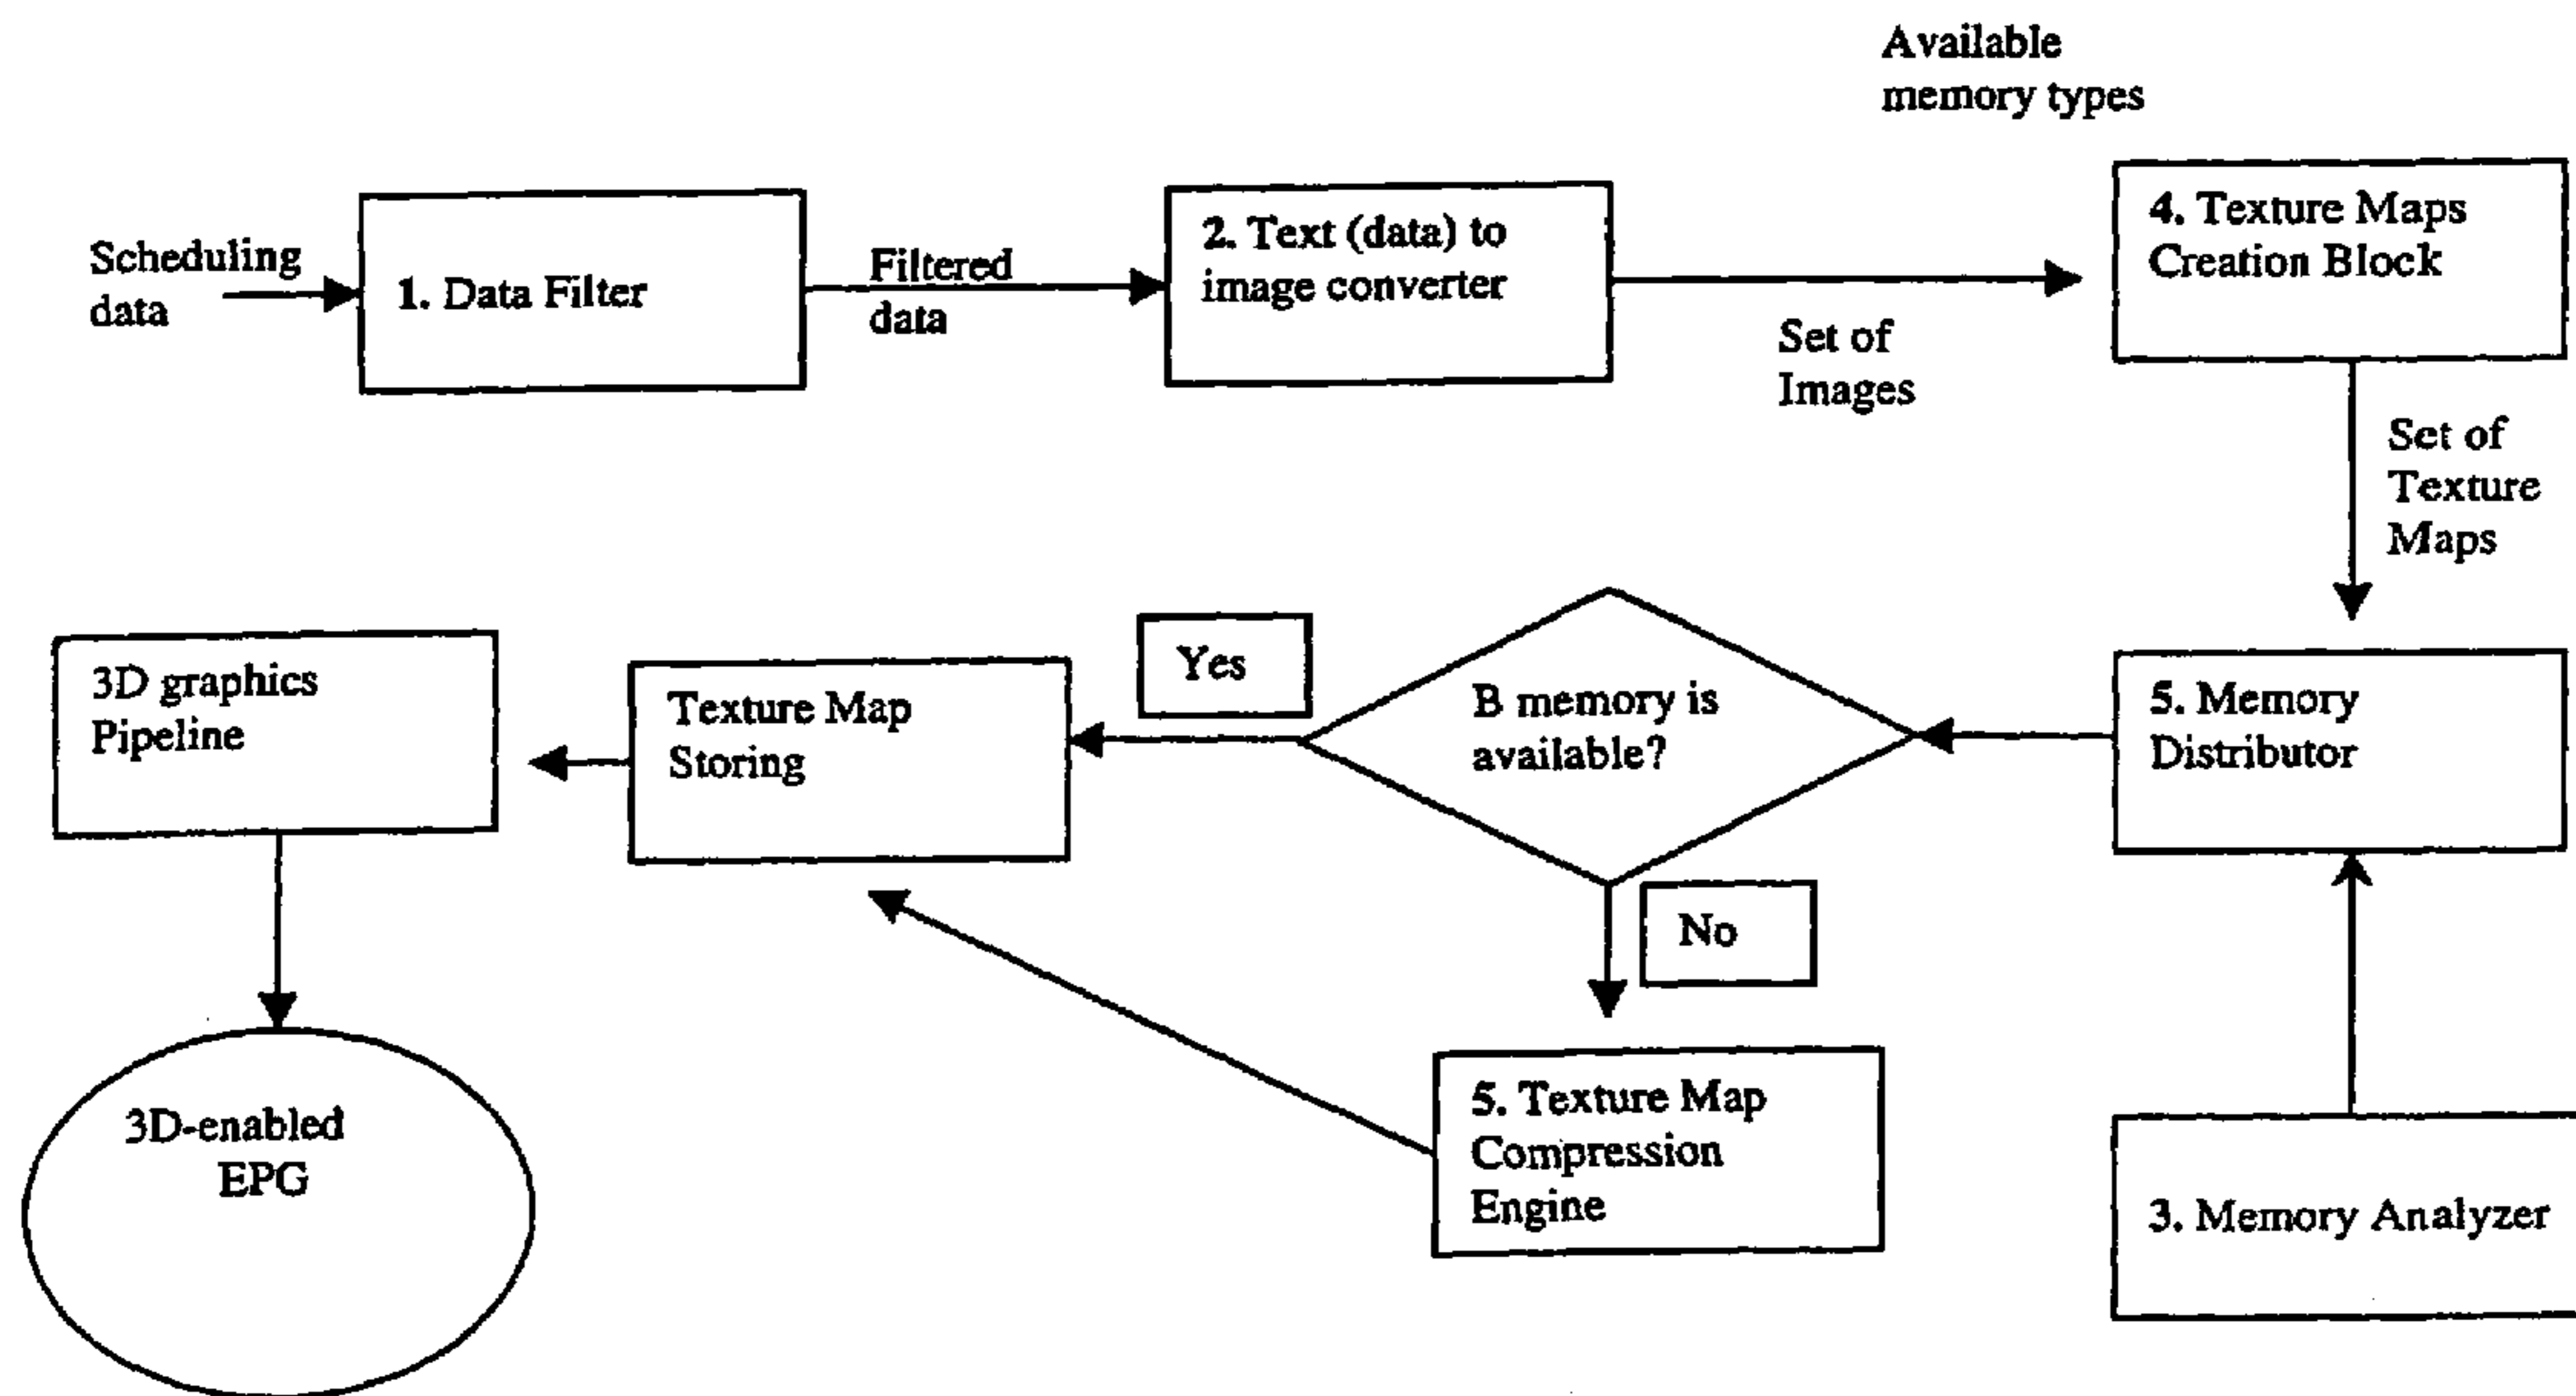 Available
memory types
Scheduling
data
1. Data Filter
Filtered
data
2. Text (data) to
image converter
Set of
Images
4. Texture Maps
Creation Block
Set of
Texture
Maps
3D graphics
Pipeline
Texture Map
Storing
Yes
B memory is
available?
5. Memory
Distributor
No
3D-enabled
EPG
5. Texture Map
Compression
Engine
3. Memory Analyzer